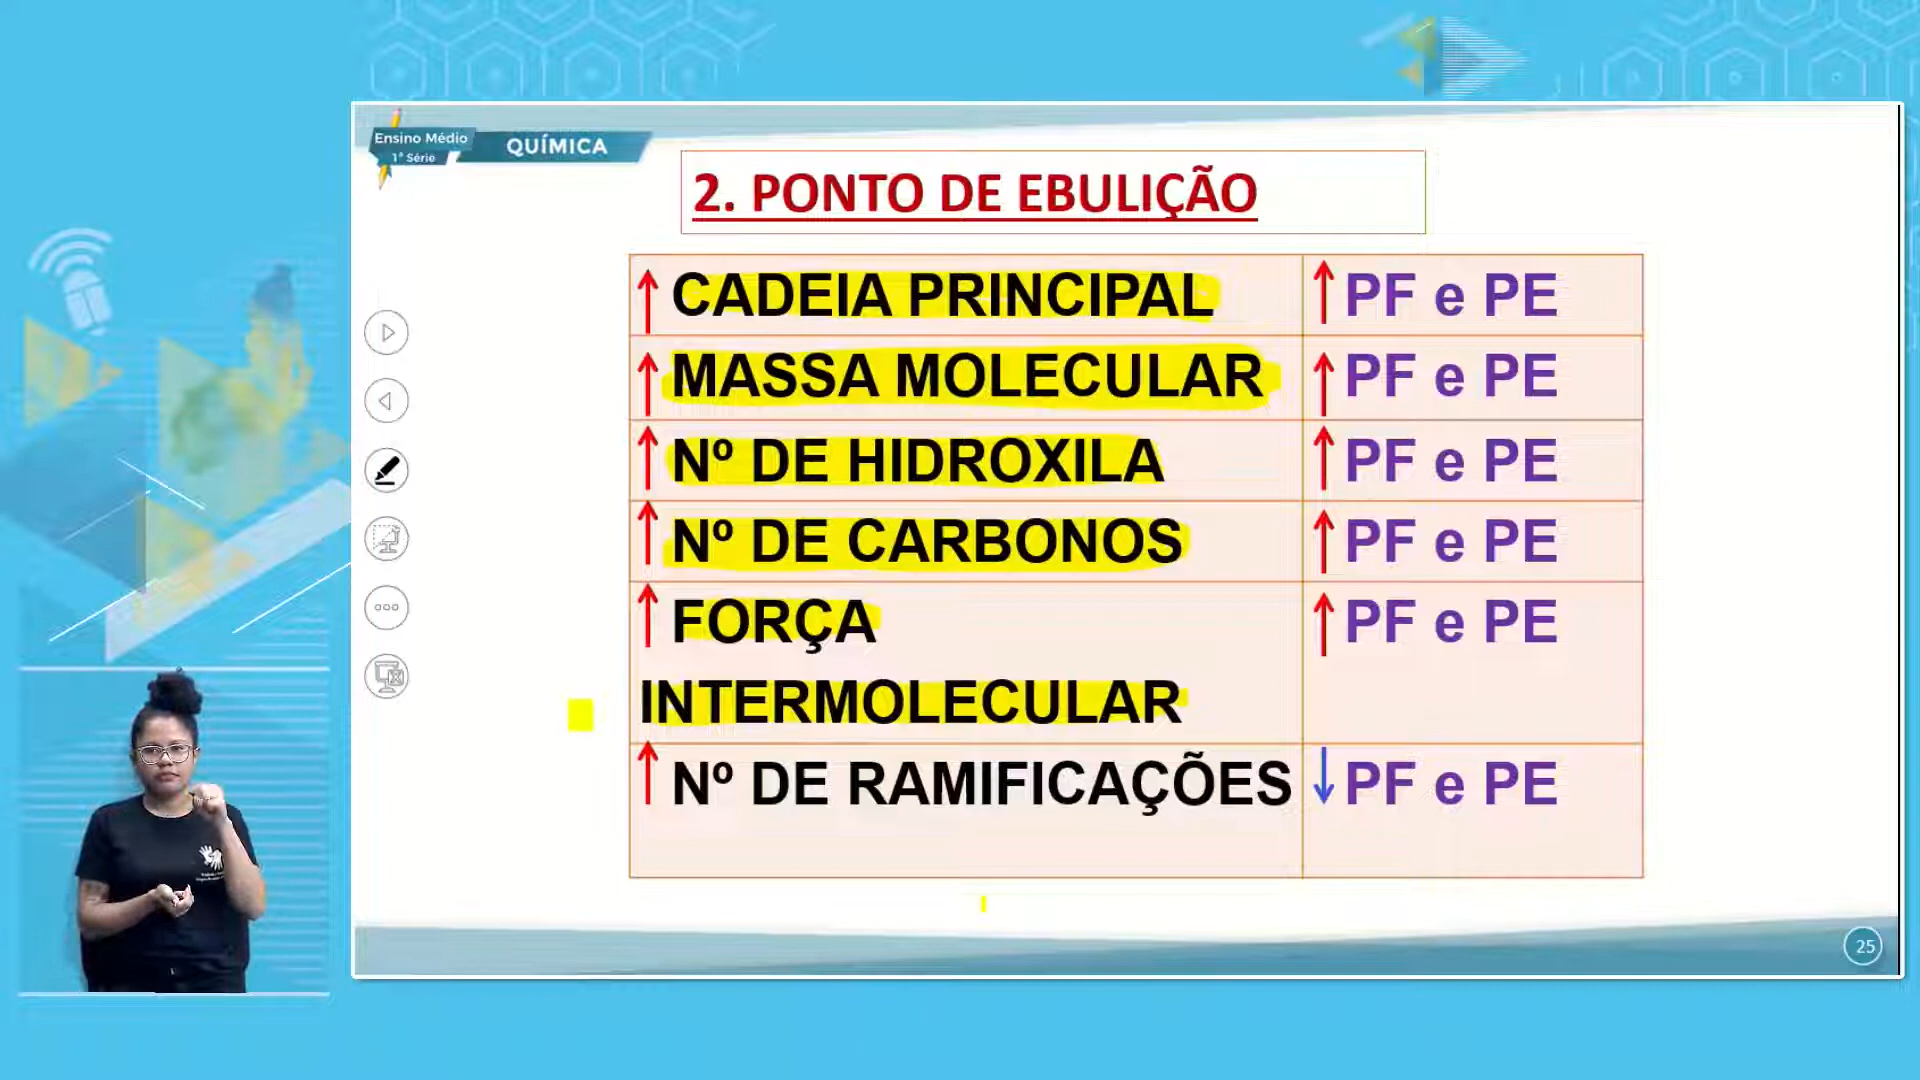 Ensino Médio
1ª Série
QUÍMICA
2. PONTO DE EBULIÇÃO
↑ CADEIA PRINCIPAL ↑ PF e PE
↑ MASSA MOLECULAR ↑ PF e PE
↑ Nº DE HIDROXILA ↑ PF e PE
↑ Nº DE CARBONOS ↑ PF e PE
↑ FORÇA ↑ PF e PE
INTERMOLECULAR
↑ Nº DE RAMIFICAÇÕES ↓ PF e PE
25